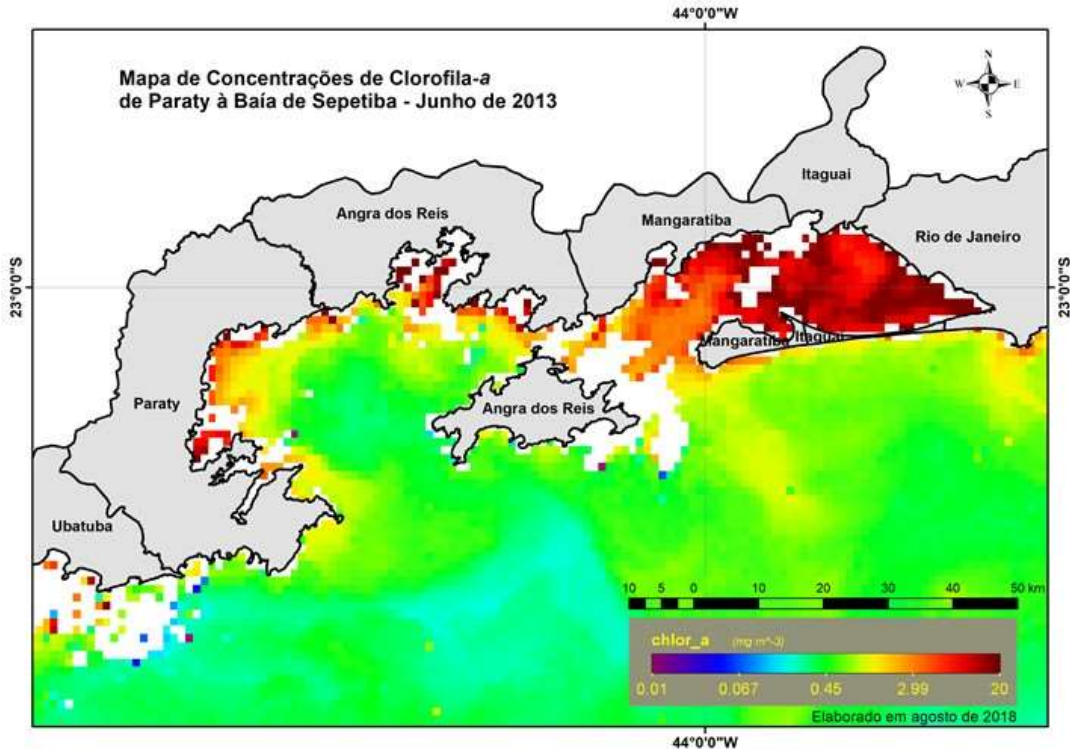 44°0'0"W
Mapa de Concentrações de Clorofila-a
de Paraty à Baía de Sepetiba - Junho de 2013
N
W E
S
Itaguai
Angra dos Reis
Mangaratiba
Rio de Janeiro
23°0'0"S
23°0'0"S
Mangaratiba
Itaguai
Paraty
Angra dos Reis
Ubatuba
10 5 0 10 20 30 40 50 km
chlor_a (mg m^-3)
0.01 0.067 0.45 2.99 20
Elaborado em agosto de 2018
44°0'0"W